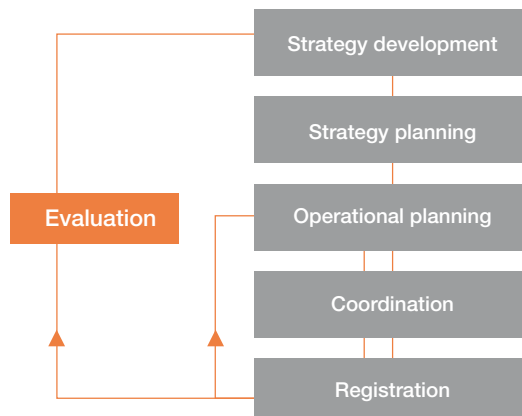 Strategy development
Strategy planning
Evaluation
Operational planning
Coordination
Registration